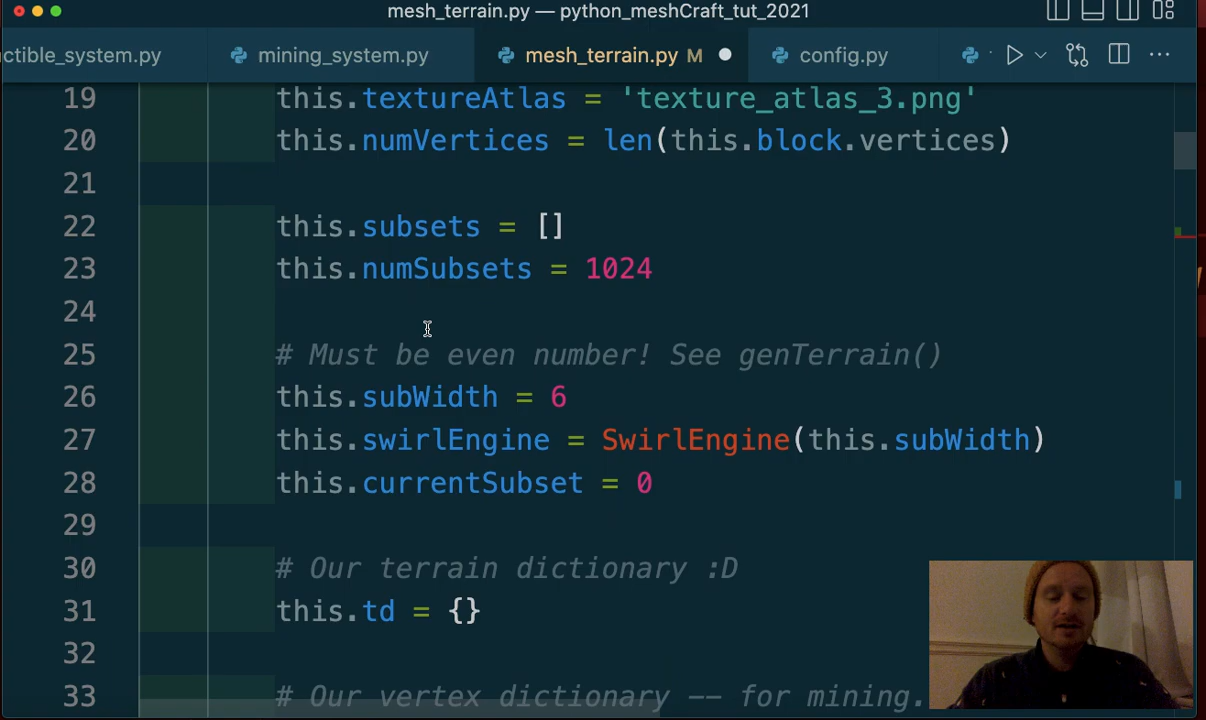 mesh_terrain.py — python_meshCraft_tut_2021
ctible_system.py mining_system.py mesh_terrain.py M config.py
19 this.textureAtlas = 'texture_atlas_3.png'
20 this.numVertices = len(this.block.vertices)
21
22 this.subsets = []
23 this.numSubsets = 1024
24
25 # Must be even number! See genTerrain()
26 this.subWidth = 6
27 this.swirlEngine = SwirlEngine(this.subWidth)
28 this.currentSubset = 0
29
30 # Our terrain dictionary :D
31 this.td = {}
32
33 # Our vertex dictionary -- for mining.